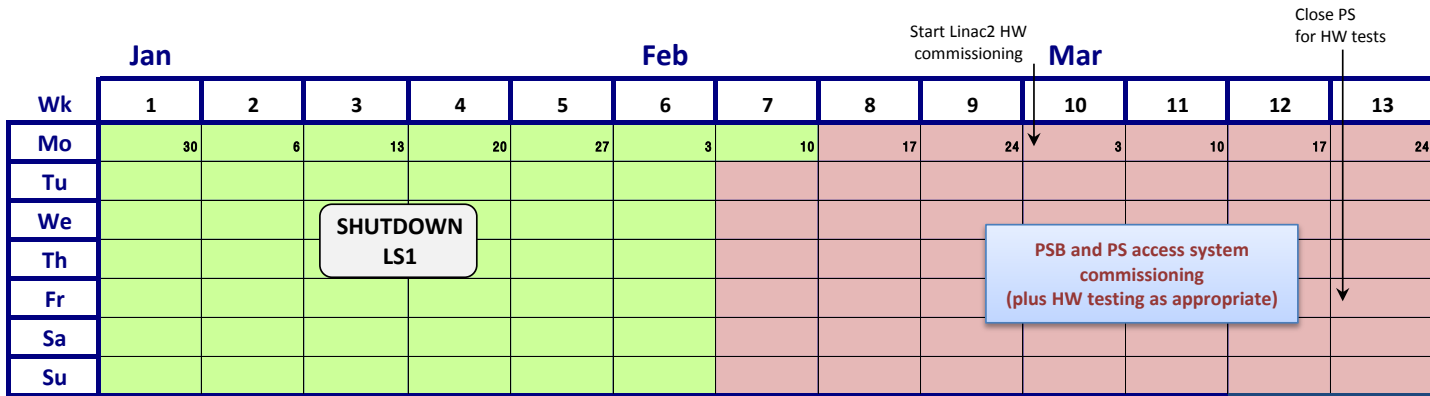 Close PS
for HW tests
Start Linac2 HW
commissioning
Jan Feb Mar
Wk 1 2 3 4 5 6 7 8 9 10 11 12 13
Mo 30 6 13 20 27 3 10 17 24 3 10 17 24
Tu
We
Th
Fr
Sa
Su
SHUTDOWN
LS1
PSB and PS access system
commissioning
(plus HW testing as appropriate)